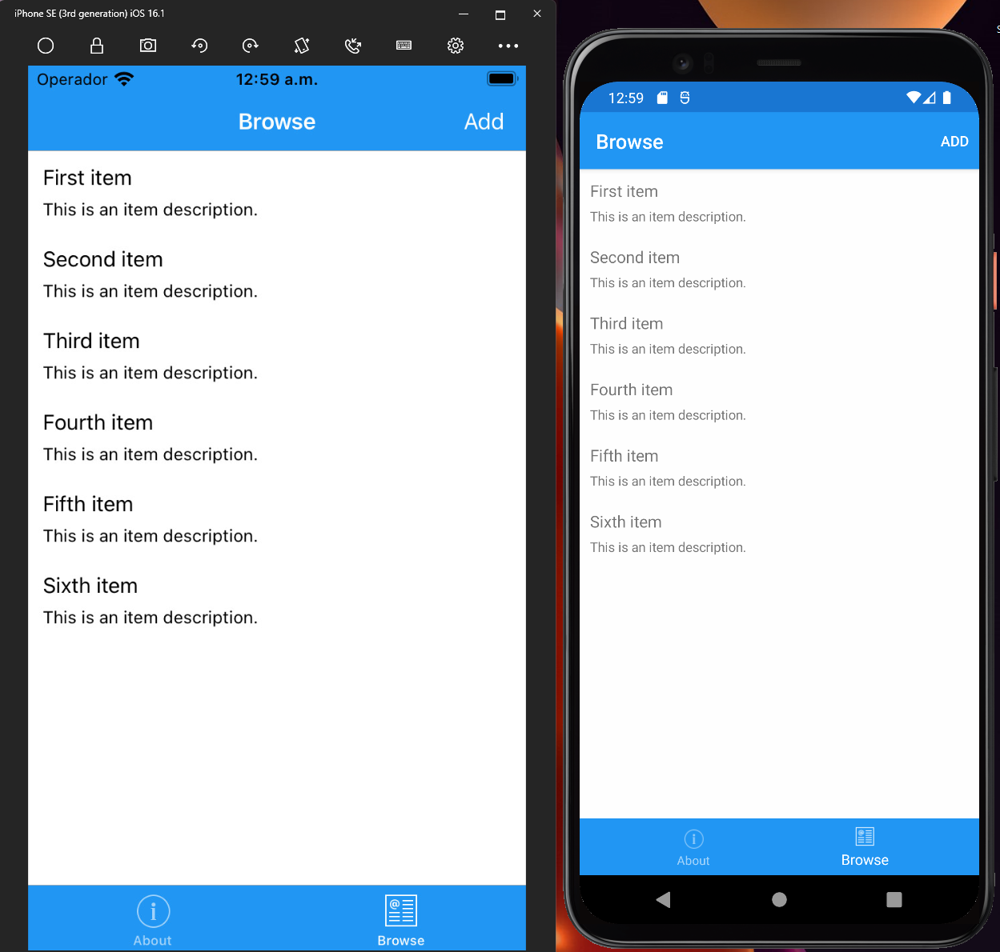 iPhone SE (3rd generation) iOS 16.1
Operador
12:59 a.m.
Browse
Add
First item
This is an item description.
Second item
This is an item description.
Third item
This is an item description.
Fourth item
This is an item description.
Fifth item
This is an item description.
Sixth item
This is an item description.
About
Browse
12:59
Browse
ADD
First item
This is an item description.
Second item
This is an item description.
Third item
This is an item description.
Fourth item
This is an item description.
Fifth item
This is an item description.
Sixth item
This is an item description.
About
Browse